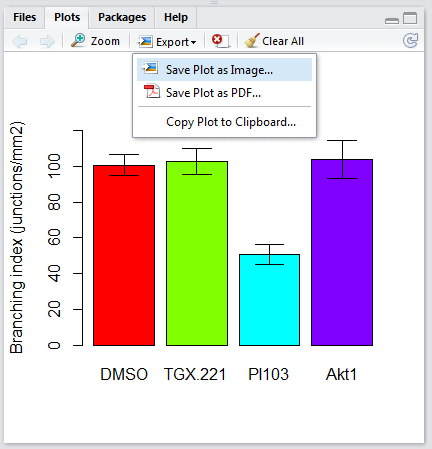 Files Plots Packages Help
Zoom Export Clear All
Save Plot as Image...
Save Plot as PDF...
Copy Plot to Clipboard...
Branching index (junctions/mm2)
100
80
60
40
20
0
DMSO TGX.221 PI103 Akt1